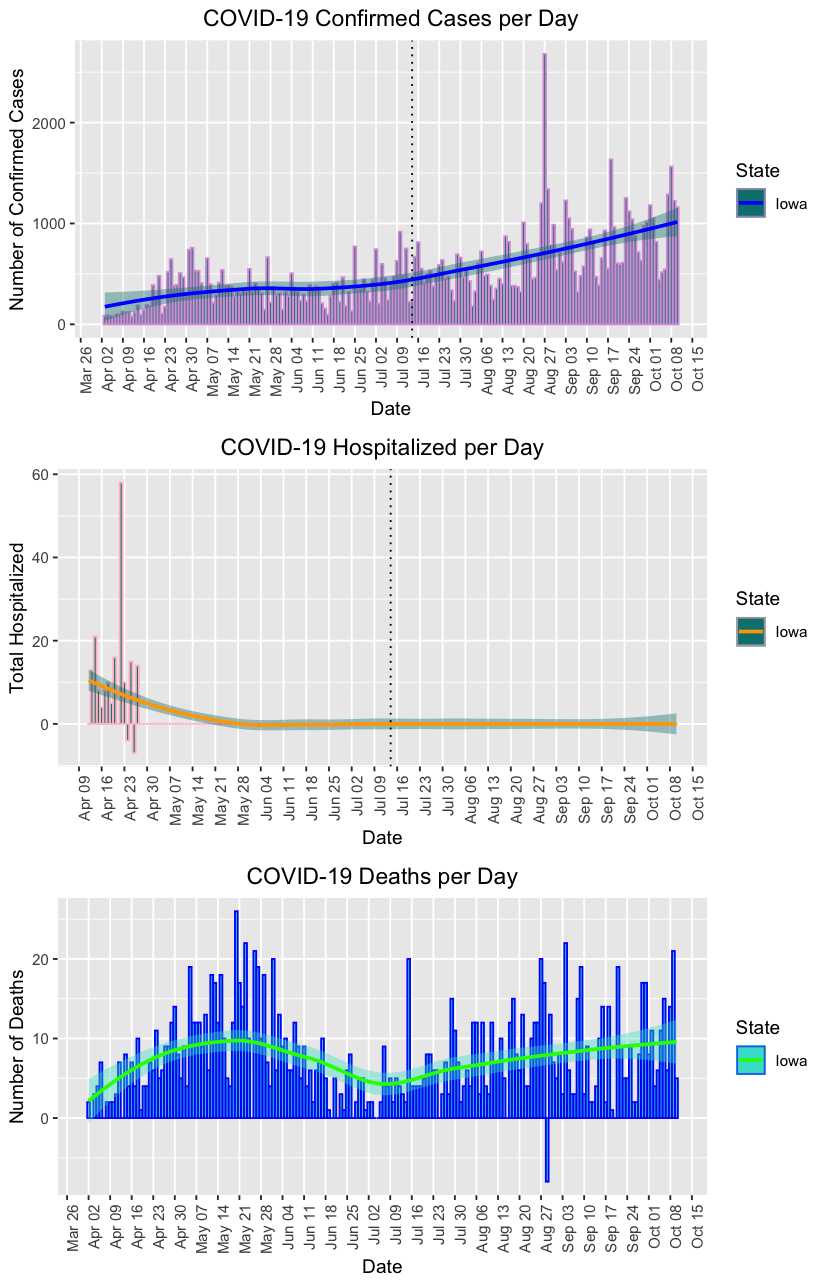 COVID-19 Confirmed Cases per Day
Number of Confirmed Cases
2000
1000
0
Mar 26
Apr 02
Apr 09
Apr 16
Apr 23
Apr 30
May 07
May 14
May 21
May 28
Jun 04
Jun 11
Jun 18
Jun 25
Jul 02
Jul 09
Jul 16
Jul 23
Jul 30
Aug 06
Aug 13
Aug 20
Aug 27
Sep 03
Sep 10
Sep 17
Sep 24
Oct 01
Oct 08
Oct 15
Date
State
Iowa
COVID-19 Hospitalized per Day
Total Hospitalized
60
40
20
0
Apr 09
Apr 16
Apr 23
Apr 30
May 07
May 14
May 21
May 28
Jun 04
Jun 11
Jun 18
Jun 25
Jul 02
Jul 09
Jul 16
Jul 23
Jul 30
Aug 06
Aug 13
Aug 20
Aug 27
Sep 03
Sep 10
Sep 17
Sep 24
Oct 01
Oct 08
Oct 15
Date
State
Iowa
COVID-19 Deaths per Day
Number of Deaths
20
10
0
Mar 26
Apr 02
Apr 09
Apr 16
Apr 23
Apr 30
May 07
May 14
May 21
May 28
Jun 04
Jun 11
Jun 18
Jun 25
Jul 02
Jul 09
Jul 16
Jul 23
Jul 30
Aug 06
Aug 13
Aug 20
Aug 27
Sep 03
Sep 10
Sep 17
Sep 24
Oct 01
Oct 08
Oct 15
Date
State
Iowa